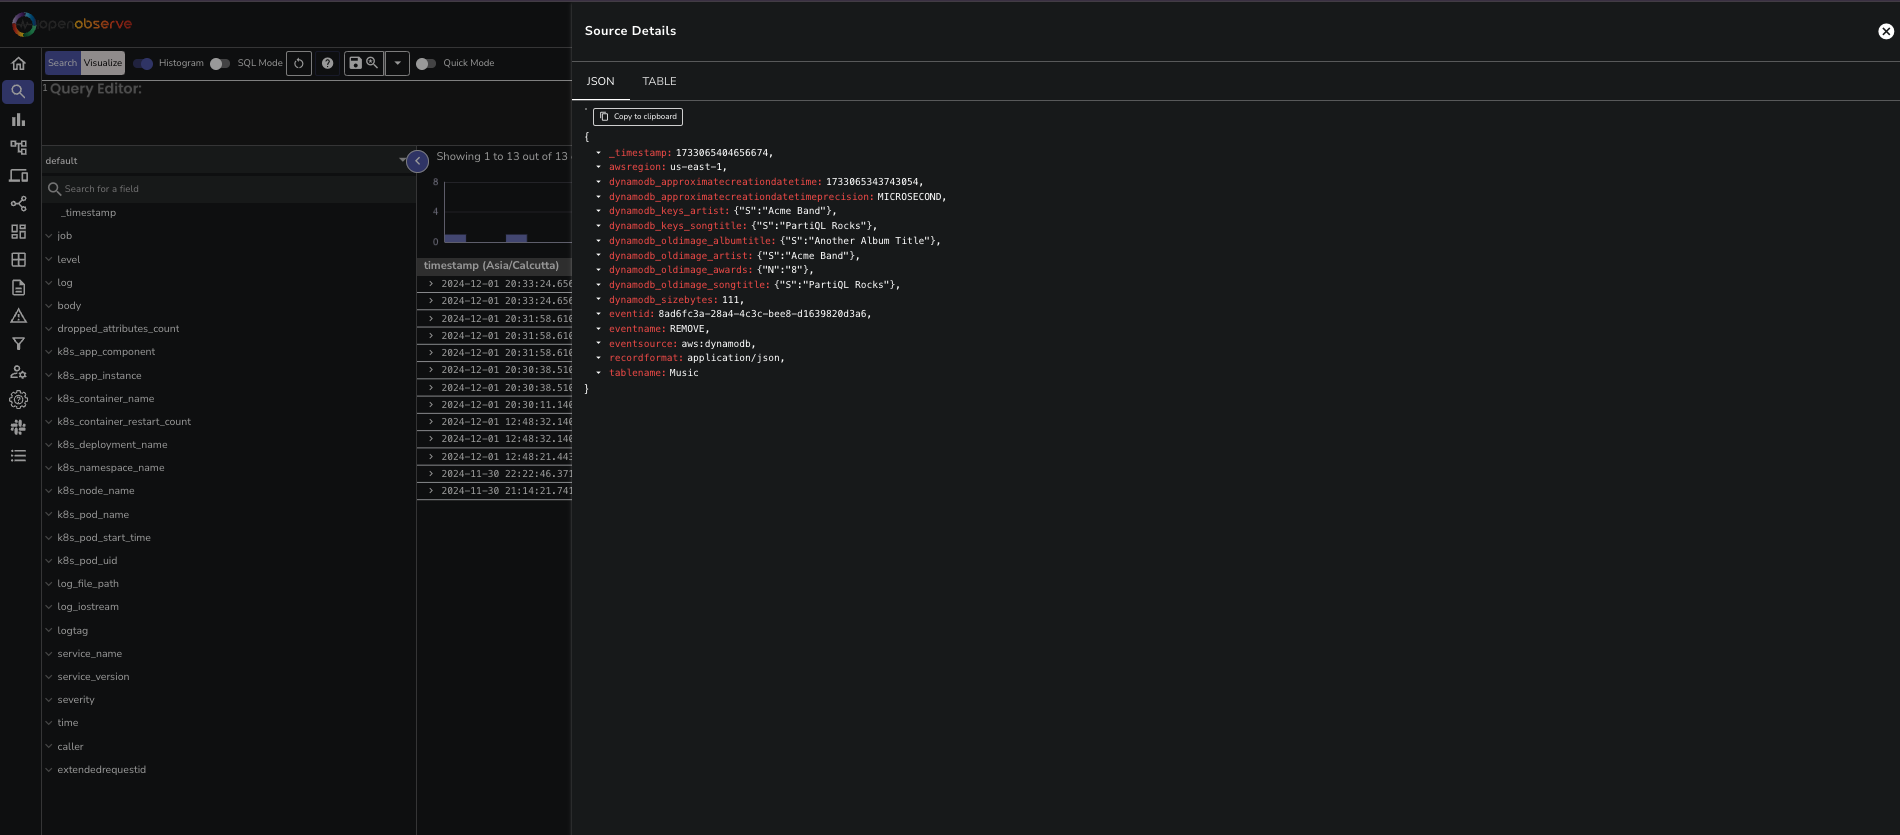 openobserve
Source Details
Search Visualize Histogram SQL Mode Quick Mode
1 Query Editor:
JSON TABLE
Copy to clipboard
{
_timestamp: 1733065404656674,
awsregion: us-east-1,
dynamodb_approximatecreationdatetime: 1733065343743054,
dynamodb_approximatecreationdatetimeprecision: MICROSECOND,
dynamodb_keys_artist: {"S":"Acme Band"},
dynamodb_keys_songtitle: {"S":"PartiQL Rocks"},
dynamodb_oldimage_albumtitle: {"S":"Another Album Title"},
dynamodb_oldimage_artist: {"S":"Acme Band"},
dynamodb_oldimage_awards: {"N":"8"},
dynamodb_oldimage_songtitle: {"S":"PartiQL Rocks"},
dynamodb_sizebytes: 111,
eventid: 8ad6fc3a-28a4-4c3c-bee8-d1639820d3a6,
eventname: REMOVE,
eventsource: aws:dynamodb,
recordformat: application/json,
tablename: Music
}
default
Search for a field
_timestamp
job
level
log
body
dropped_attributes_count
k8s_app_component
k8s_app_instance
k8s_container_name
k8s_container_restart_count
k8s_deployment_name
k8s_namespace_name
k8s_node_name
k8s_pod_name
k8s_pod_start_time
k8s_pod_uid
log_file_path
log_iostream
logtag
service_name
service_version
severity
time
caller
extendedrequestid
Showing 1 to 13 out of 13
8
4
0
timestamp (Asia/Calcutta)
2024-12-01 20:33:24.656
2024-12-01 20:33:24.656
2024-12-01 20:31:58.610
2024-12-01 20:31:58.610
2024-12-01 20:31:58.610
2024-12-01 20:30:38.510
2024-12-01 20:30:38.510
2024-12-01 20:30:11.140
2024-12-01 12:48:32.140
2024-12-01 12:48:32.140
2024-12-01 12:48:21.443
2024-11-30 22:22:46.371
2024-11-30 21:14:21.741